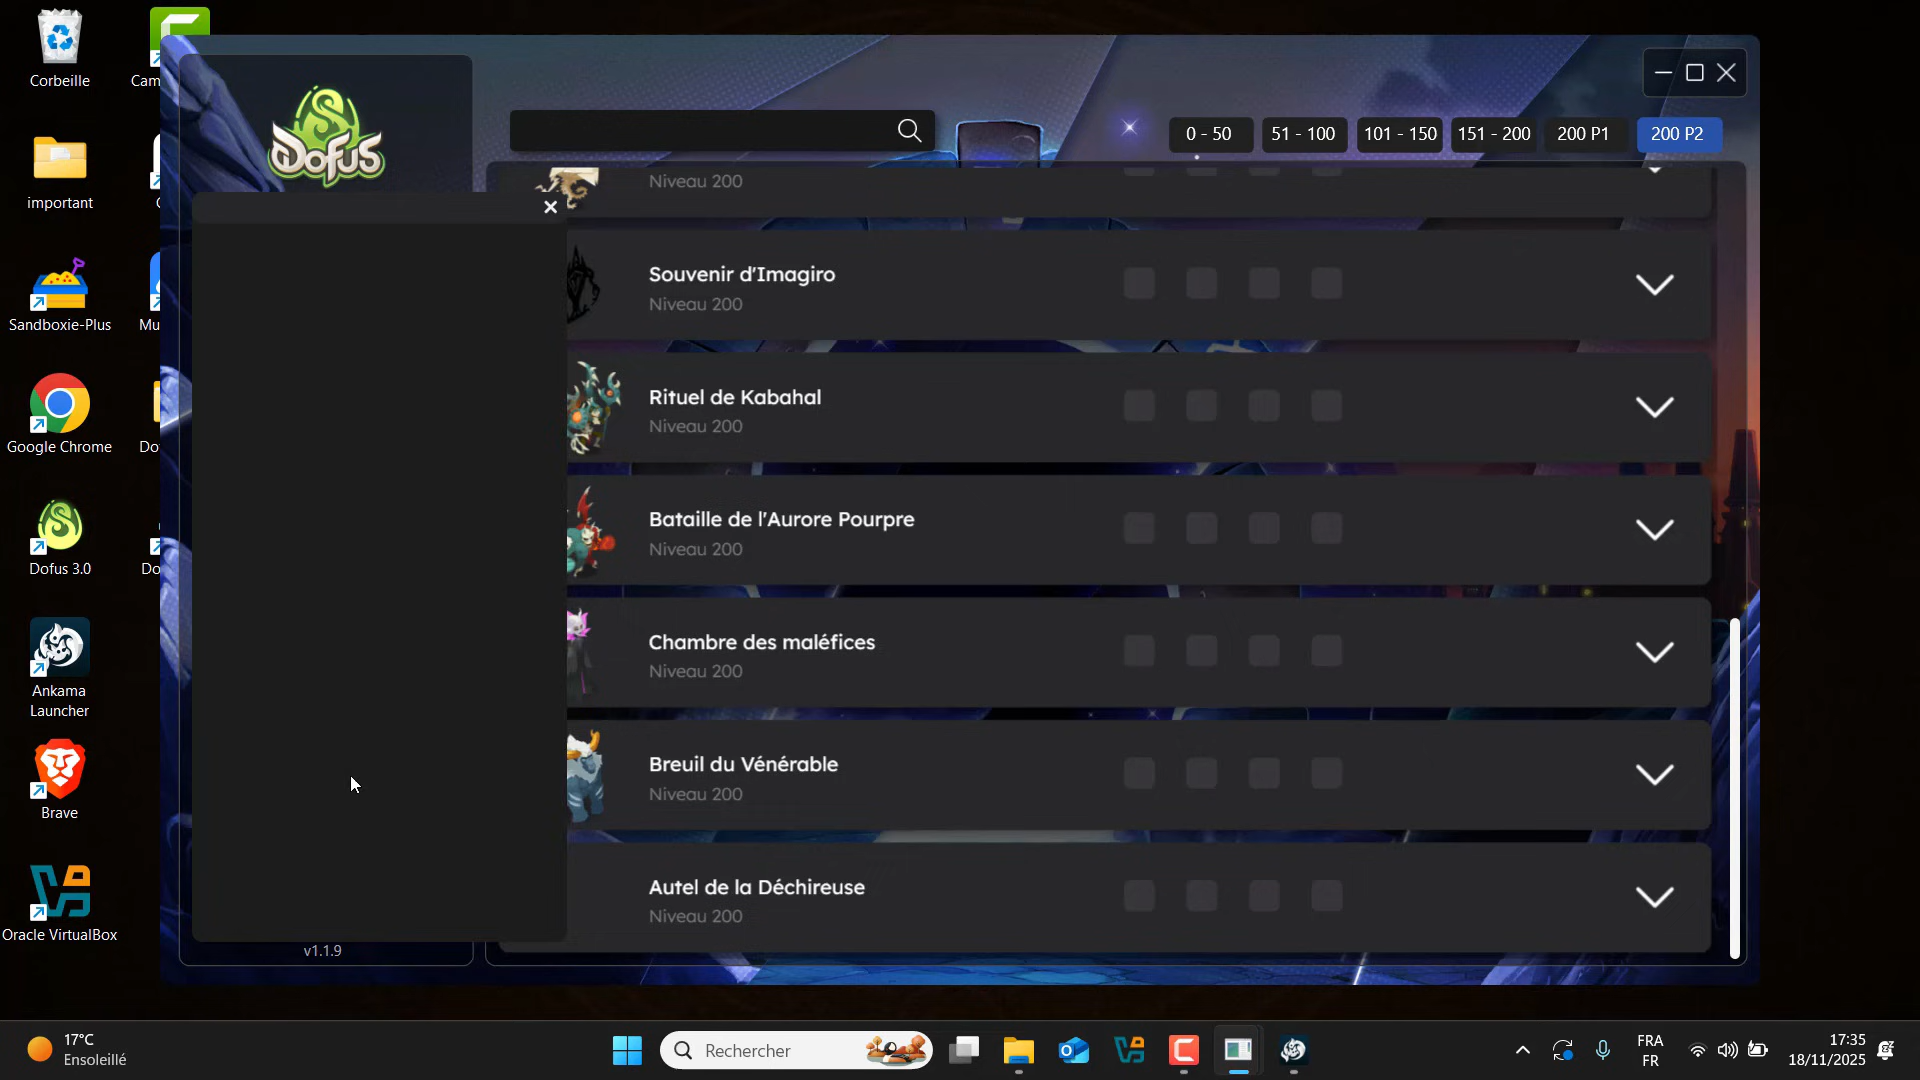 Corbeille
Cam
important
Sandboxie-Plus
Mu
Google Chrome
Do
Dofus 3.0
Do
Ankama
Launcher
Brave
Oracle VirtualBox
DOFUS
0 - 50
51 - 100
101 - 150
151 - 200
200 P1
200 P2
Niveau 200
Souvenir d'Imagiro
Niveau 200
Rituel de Kabahal
Niveau 200
Bataille de l'Aurore Pourpre
Niveau 200
Chambre des maléfices
Niveau 200
Breuil du Vénérable
Niveau 200
Autel de la Déchireuse
Niveau 200
v1.1.9
17°C
Ensoleillé
Rechercher
FRA
FR
17:35
18/11/2025